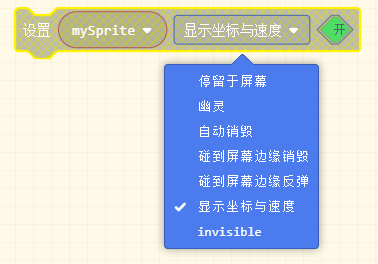 设置 mySprite 显示坐标与速度 开
停留于屏幕
幽灵
自动销毁
碰到屏幕边缘销毁
碰到屏幕边缘反弹
显示坐标与速度
invisible